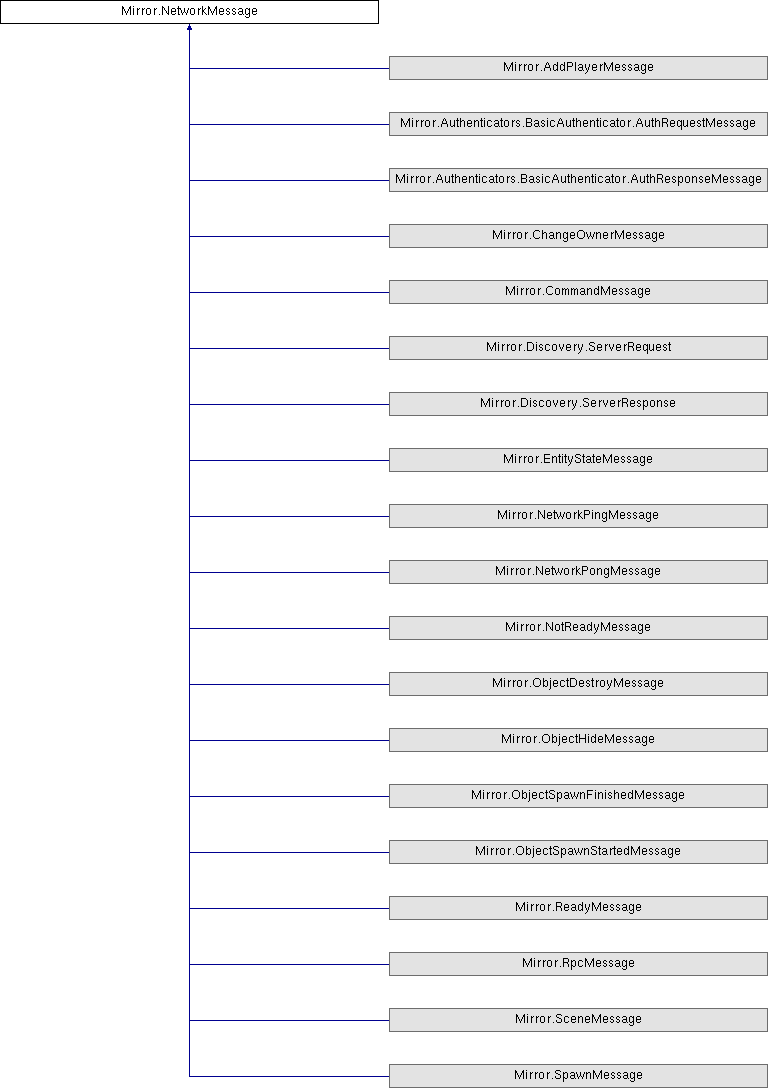 Mirror.NetworkMessage
Mirror.AddPlayerMessage
Mirror.Authenticators.BasicAuthenticator.AuthRequestMessage
Mirror.Authenticators.BasicAuthenticator.AuthResponseMessage
Mirror.ChangeOwnerMessage
Mirror.CommandMessage
Mirror.Discovery.ServerRequest
Mirror.Discovery.ServerResponse
Mirror.EntityStateMessage
Mirror.NetworkPingMessage
Mirror.NetworkPongMessage
Mirror.NotReadyMessage
Mirror.ObjectDestroyMessage
Mirror.ObjectHideMessage
Mirror.ObjectSpawnFinishedMessage
Mirror.ObjectSpawnStartedMessage
Mirror.ReadyMessage
Mirror.RpcMessage
Mirror.SceneMessage
Mirror.SpawnMessage